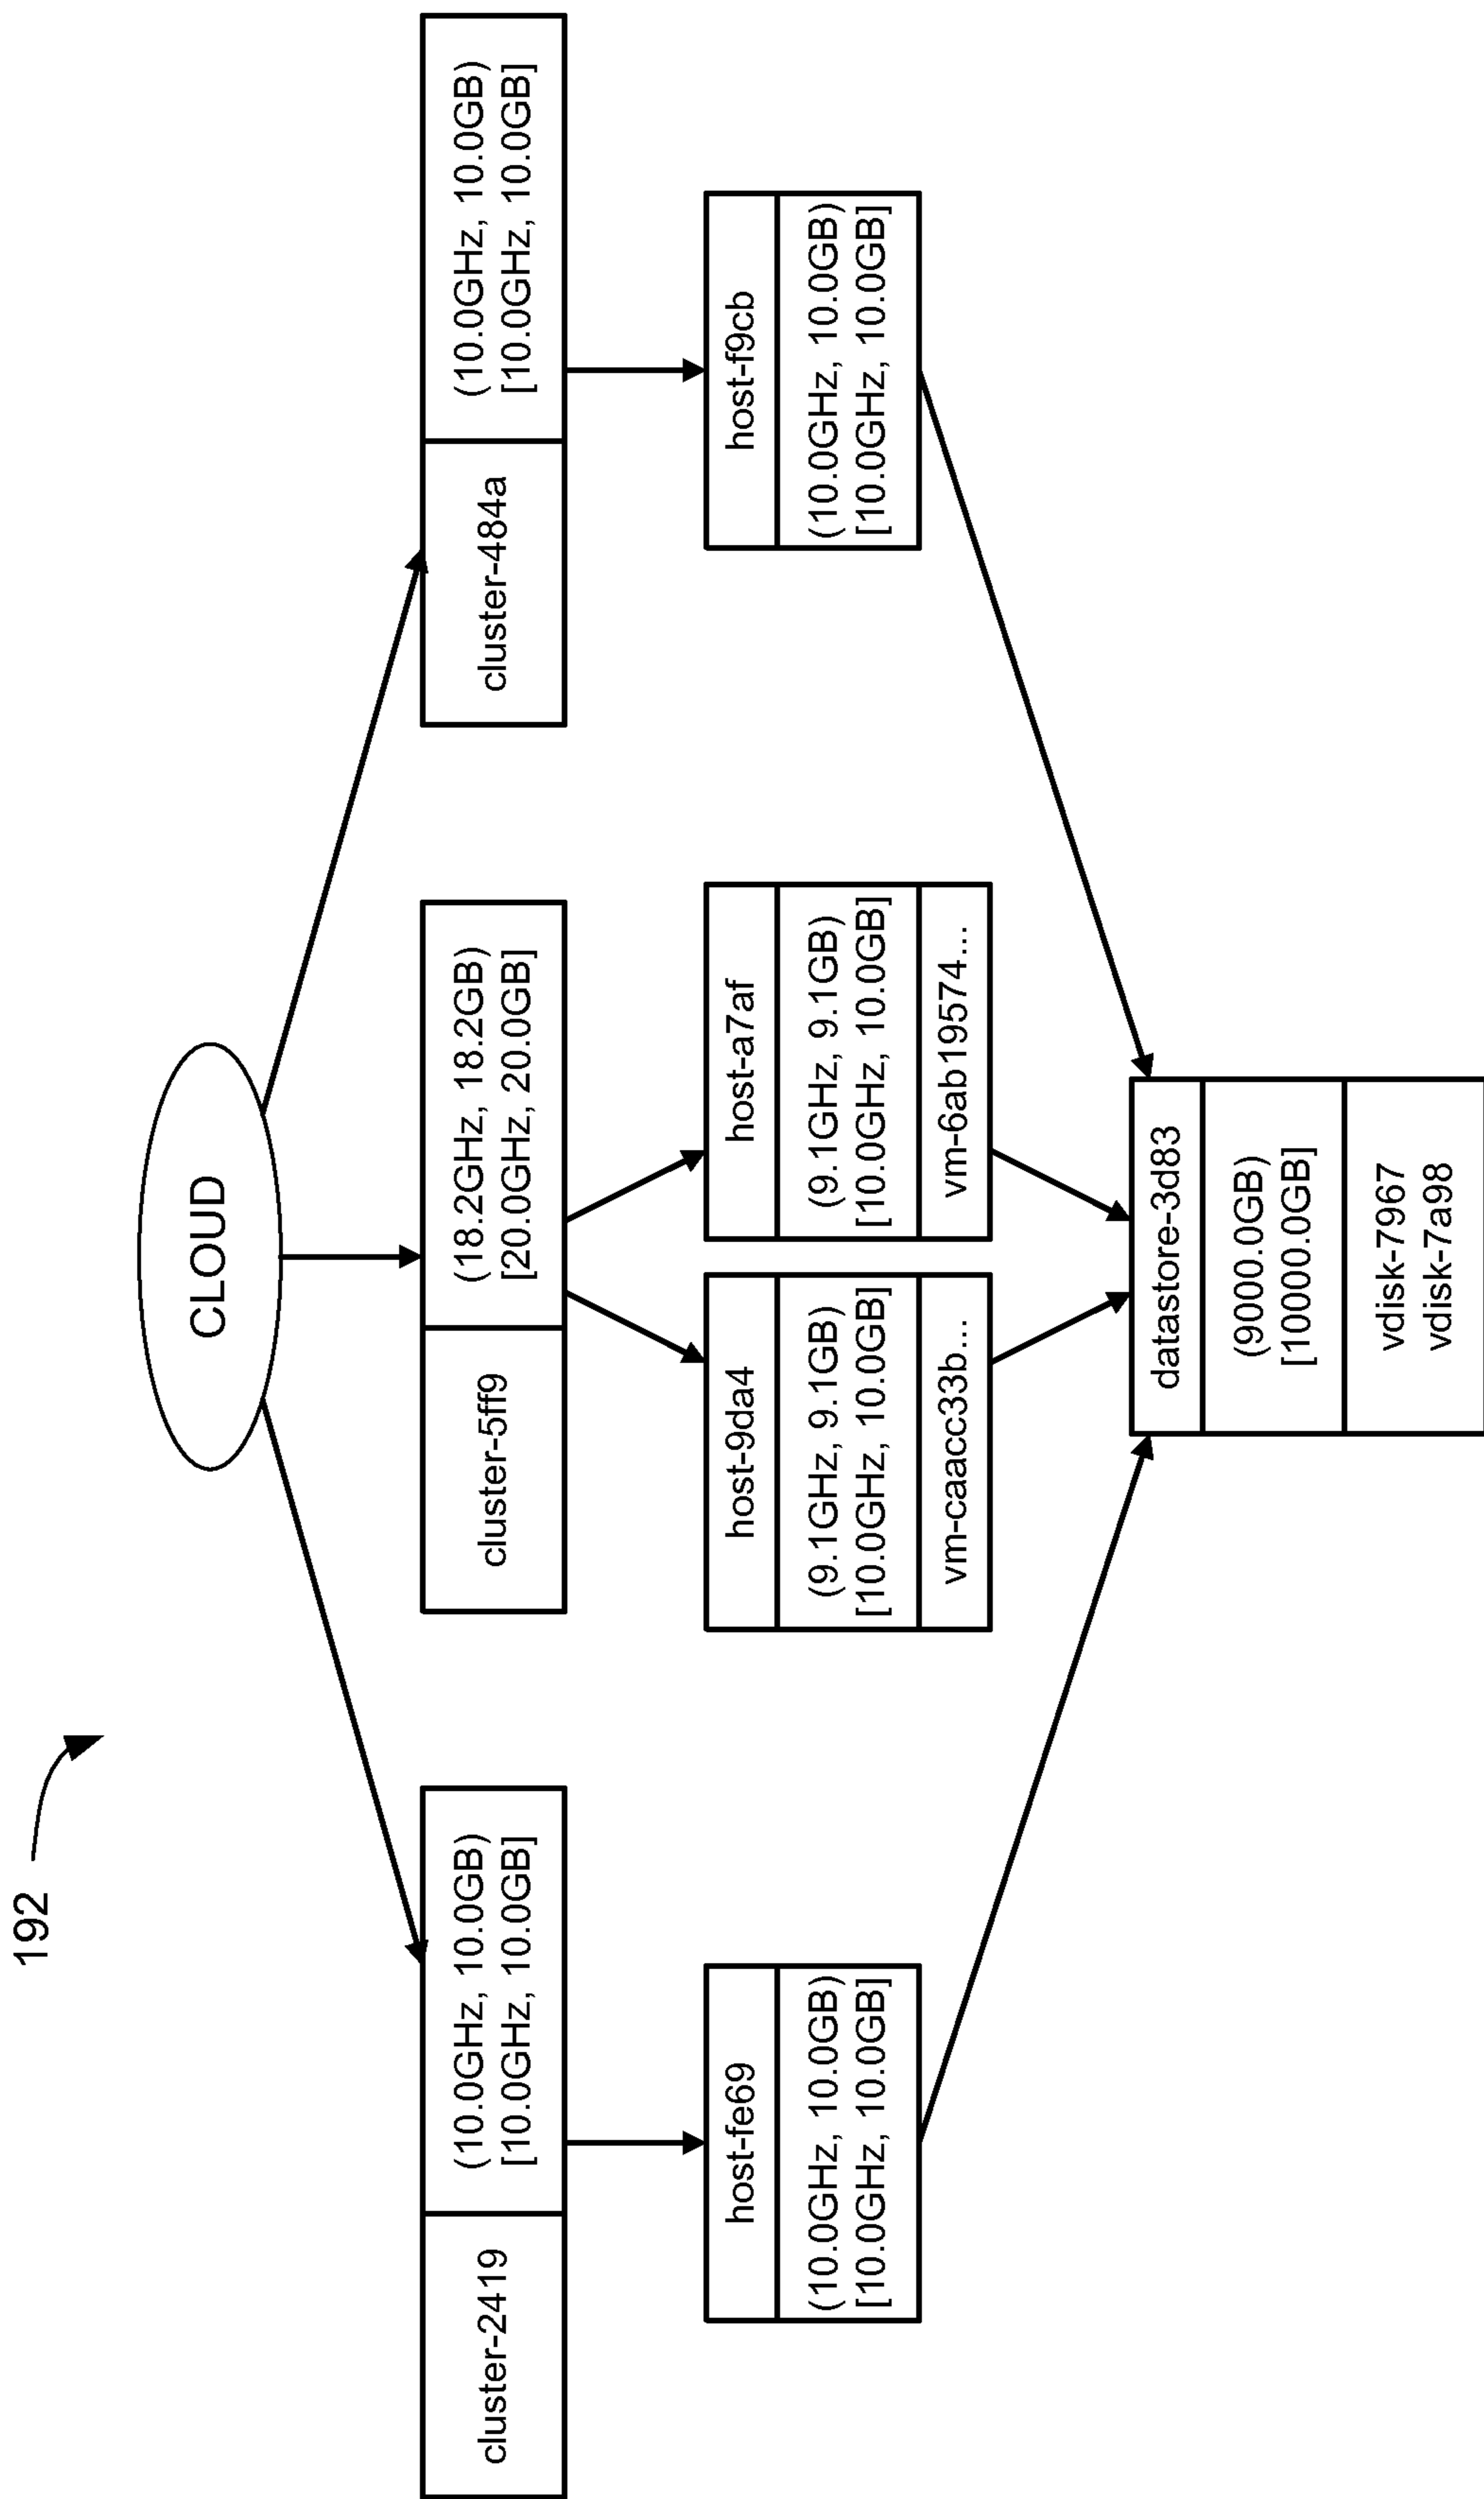 192
CLOUD
cluster-2419
(10.0GHz, 10.0GB)
[10.0GHz, 10.0GB]
cluster-5ff9
(18.2GHz, 18.2GB)
[20.0GHz, 20.0GB]
cluster-484a
(10.0GHz, 10.0GB)
[10.0GHz, 10.0GB]
host-fe69
(10.0GHz, 10.0GB)
[10.0GHz, 10.0GB]
host-9da4
(9.1GHz, 9.1GB)
[10.0GHz, 10.0GB]
vm-caacc33b...
host-a7af
(9.1GHz, 9.1GB)
[10.0GHz, 10.0GB]
vm-6ab19574...
host-f9cb
(10.0GHz, 10.0GB)
[10.0GHz, 10.0GB]
datastore-3d83
(9000.0GB)
[10000.0GB]
vdisk-7967
vdisk-7a98